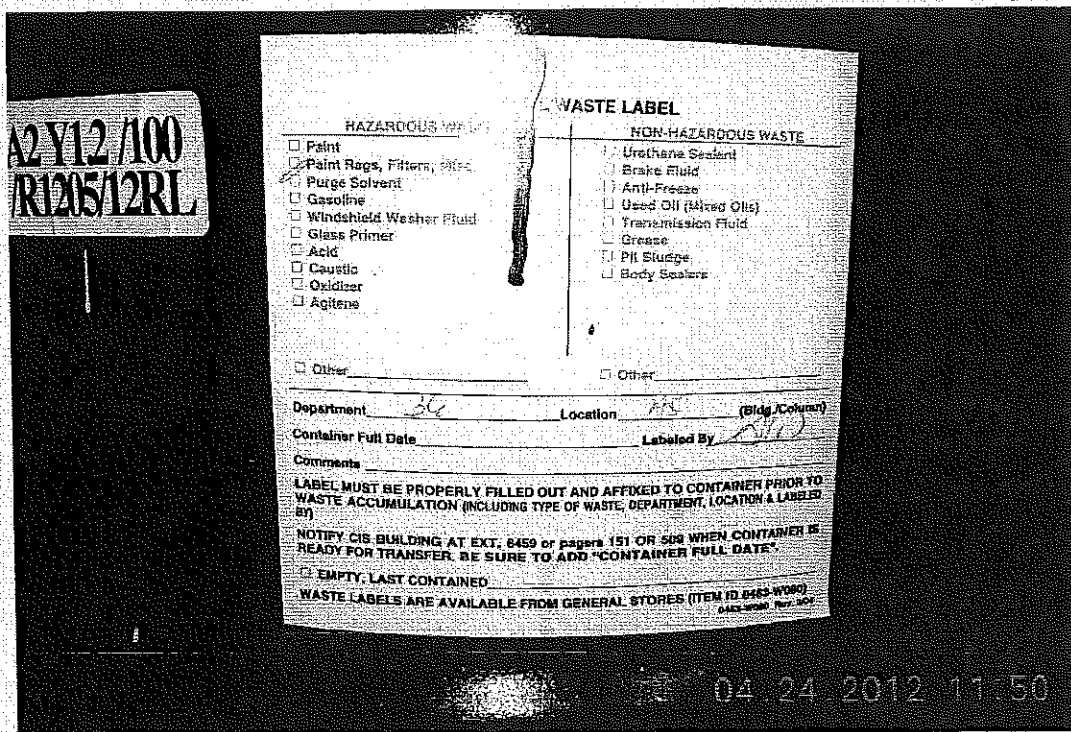 A2 Y1.2 /100
/R1205/12RL
WASTE LABEL
HAZARDOUS WASTE
☐ Paint
☐ Paint Rags, Filters,
☐ Purge Solvent
☐ Gasoline
☐ Windshield Washer Fluid
☐ Glass Primer
☐ Acid
☐ Caustic
☐ Oxidizer
☐ Agitene
☐ Other
NON-HAZARDOUS WASTE
☐ Urethane Sealant
☐ Brake Fluid
☐ Anti-Freeze
☐ Used Oil (Mixed Oils)
☐ Transmission Fluid
☐ Grease
☐ Pit Sludge
☐ Body Sealers
☐ Other
Department Location (Bldg./Column)
Container Full Date Labeled By
Comments
LABEL MUST BE PROPERLY FILLED OUT AND AFFIXED TO CONTAINER PRIOR TO
WASTE ACCUMULATION (INCLUDING TYPE OF WASTE, DEPARTMENT, LOCATION & LABELED
BY)
NOTIFY CIS BUILDING AT EXT. 6459 or pagers 151 OR 509 WHEN CONTAINER IS
READY FOR TRANSFER. BE SURE TO ADD "CONTAINER FULL DATE".
☐ EMPTY, LAST CONTAINED
WASTE LABELS ARE AVAILABLE FROM GENERAL STORES (ITEM ID 0463-W080)
0463-W080 Rev.
04 24 2012 11:50